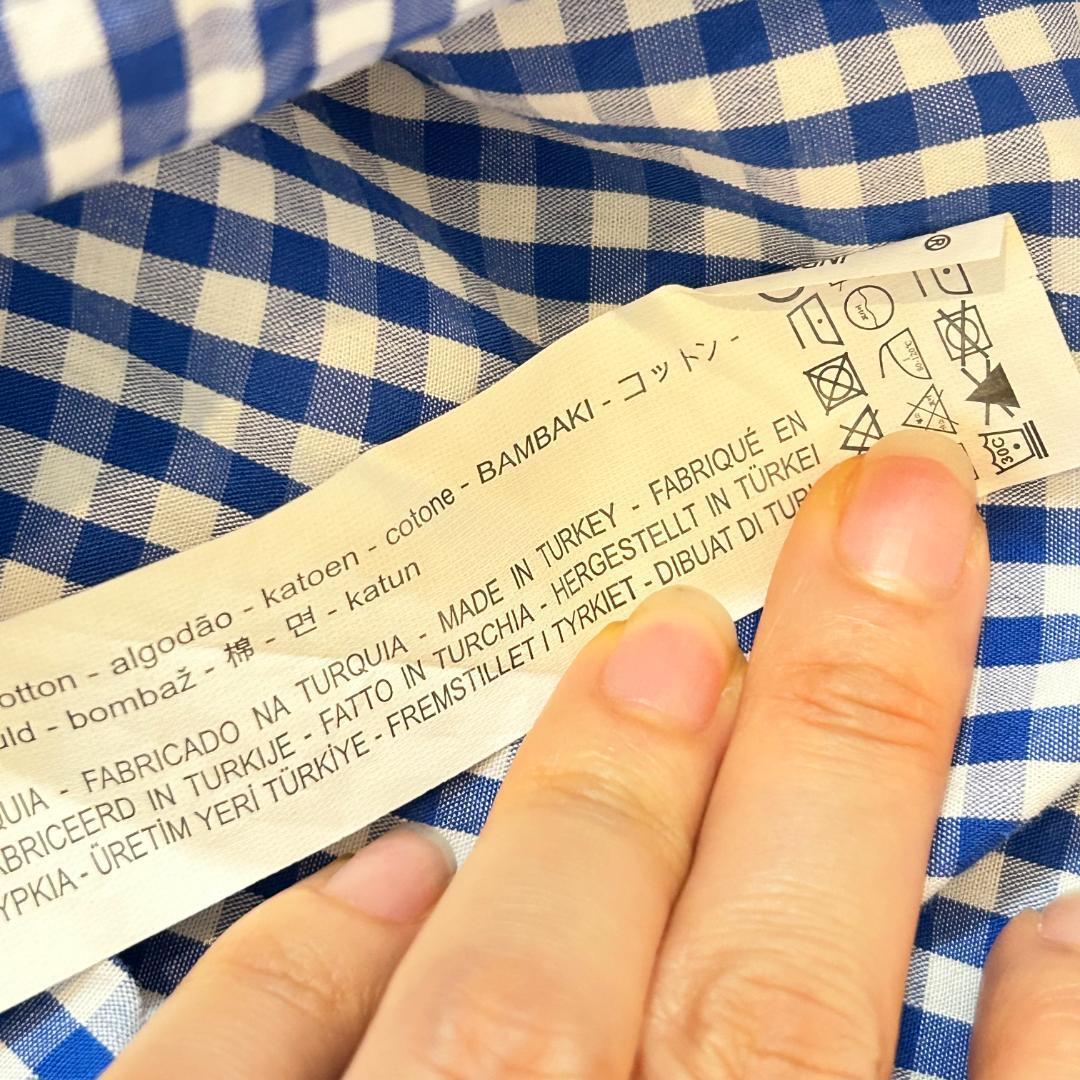 ®
otton - algodão - katoen - cotone - BAMBAKI - コットン -
uld - bombaž - 棉 - 면 - katun
QUIA - FABRICADO NA TURQUIA - MADE IN TURKEY - FABRIQUÉ EN
ABRICEERD IN TURKIJE - FATTO IN TURCHIA - HERGESTELLT IN TÜRKEI
YPKIA - ÜRETİM YERİ TÜRKİYE - FREMSTILLET I TYRKIET - DIBUAT DI TUR
30C